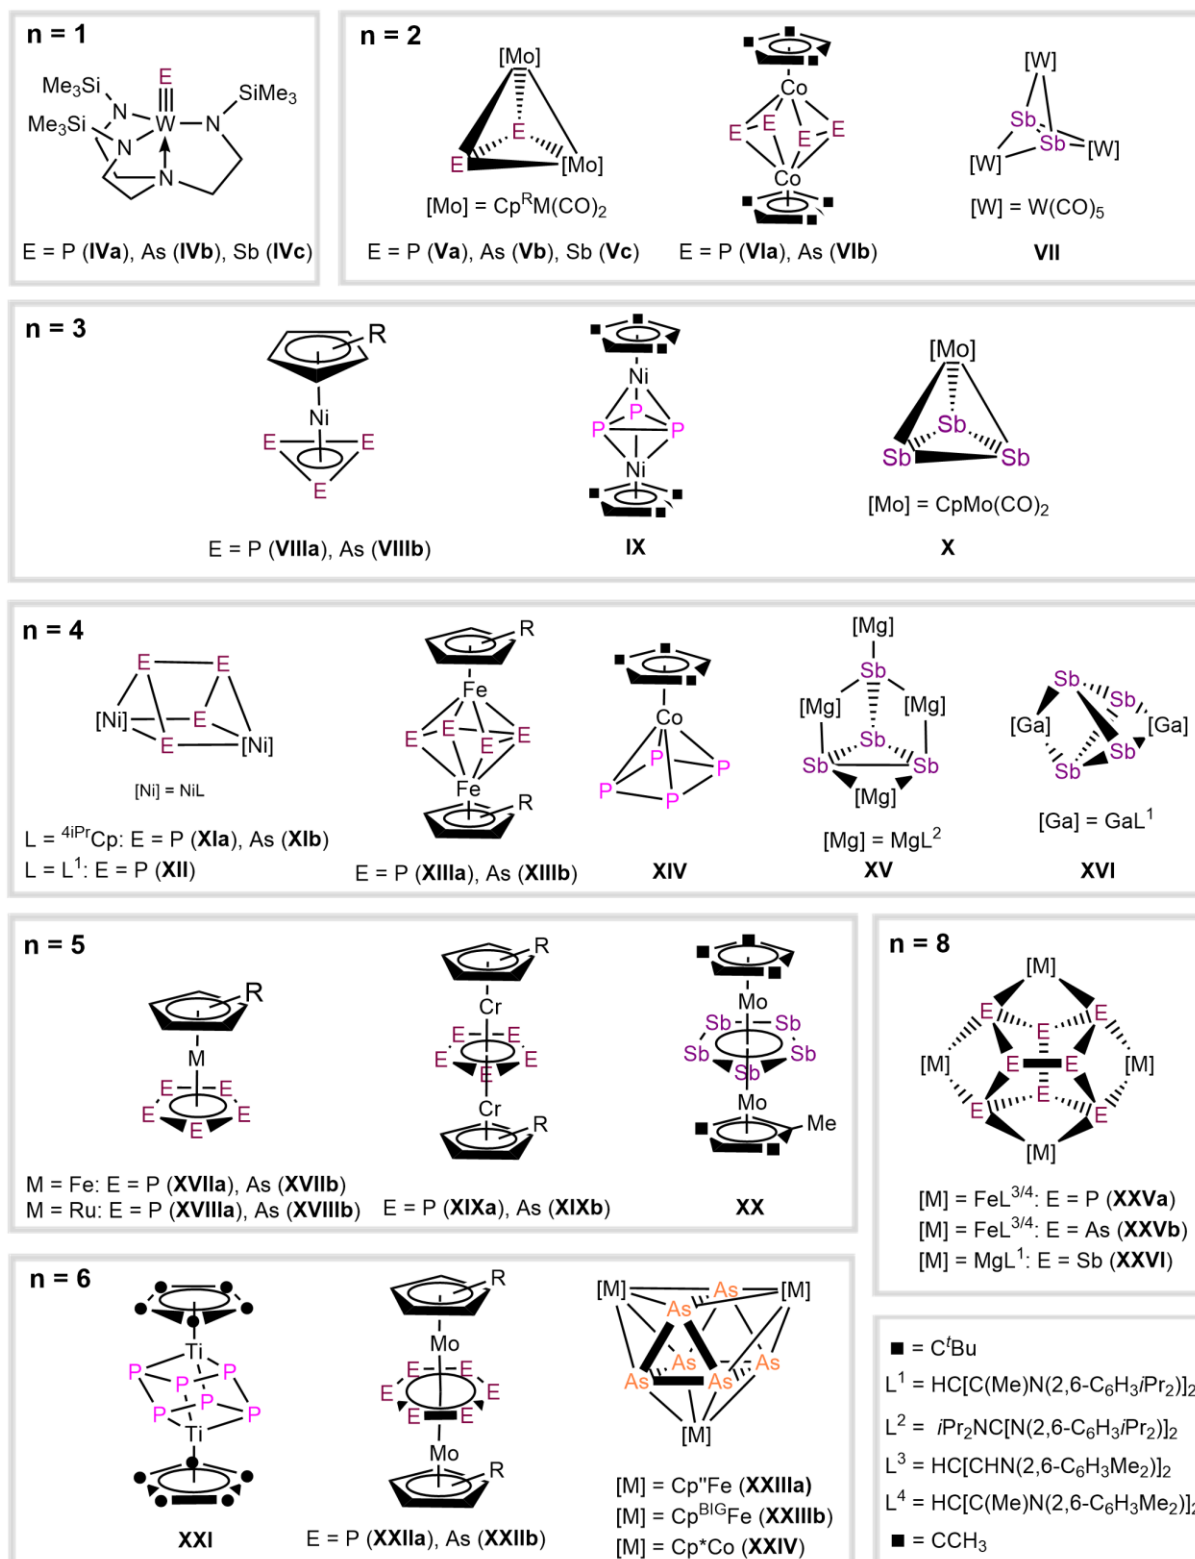 n = 1
E
Me3Si
SiMe3
N
W
N
Me3Si
N
N
E = P (IVa), As (IVb), Sb (IVc)
n = 2
[Mo]
E
E
[Mo]
[Mo] = CpᴿM(CO)2
E = P (Va), As (Vb), Sb (Vc)
Co
E
E
E
E
Co
E = P (VIa), As (VIb)
[W]
Sb
Sb
[W]
[W]
[W] = W(CO)5
VII
n = 3
R
Ni
E
E
E
E = P (VIIIa), As (VIIIb)
Ni
P
P
P
Ni
IX
[Mo]
Sb
Sb
Sb
[Mo] = CpMo(CO)2
X
n = 4
E
E
[Ni]
E
E
[Ni]
[Ni] = NiL
L = 4iPrCp: E = P (XIa), As (XIb)
L = L1: E = P (XII)
R
Fe
E
E
E
E
Fe
R
E = P (XIIIa), As (XIIIb)
Co
P
P
P
P
XIV
[Mg]
Sb
[Mg]
[Mg]
Sb
Sb
Sb
[Mg]
[Mg] = MgL2
XV
Sb
Sb
[Ga]
[Ga]
Sb
Sb
[Ga] = GaL1
XVI
n = 5
R
M
E
E
E
E
E
M = Fe: E = P (XVIIa), As (XVIIb)
M = Ru: E = P (XVIIIa), As (XVIIIb)
R
Cr
E
E
E
E
E
Cr
R
E = P (XIXa), As (XIXb)
Mo
Sb
Sb
Sb
Sb
Sb
Mo
Me
XX
n = 8
[M]
E
E
E
[M]
E
E
[M]
E
E
E
[M]
[M] = FeL3/4: E = P (XXVa)
[M] = FeL3/4: E = As (XXVb)
[M] = MgL1: E = Sb (XXVI)
n = 6
Ti
P
P
P
P
P
P
Ti
XXI
R
Mo
E
E
E
E
E
E
Mo
R
E = P (XXIIa), As (XXIIb)
[M]
As
[M]
As
As
As
As
As
[M]
[M] = Cp"Fe (XXIIIa)
[M] = CpBIGFe (XXIIIb)
[M] = Cp*Co (XXIV)
■ = CtBu
L1 = HC[C(Me)N(2,6-C6H3iPr2)]2
L2 = iPr2NC[N(2,6-C6H3iPr2)]2
L3 = HC[CHN(2,6-C6H3Me2)]2
L4 = HC[C(Me)N(2,6-C6H3Me2)]2
■ = CCH3